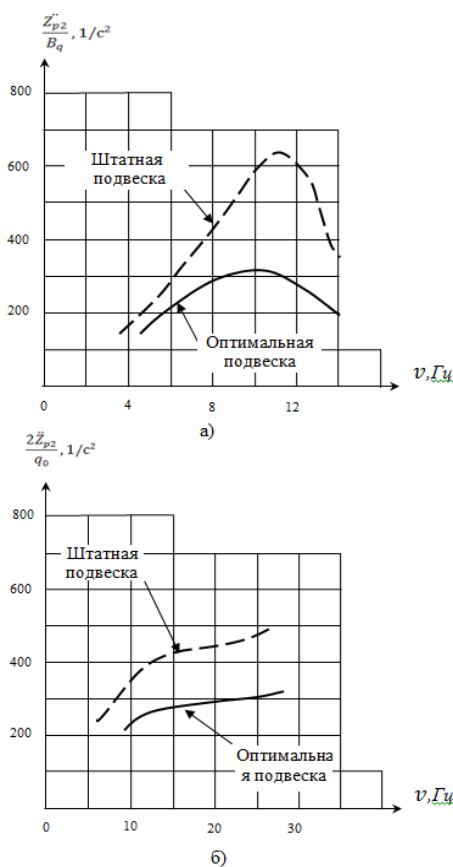 Z̈p2/Bq, 1/c²
800
Штатная
подвеска
600
400
Оптимальная
подвеска
200
0 4 8 12
v,Гц
а)
2Z̈p2/q0, 1/c²
800
Штатная
подвеска
600
400
200
Оптимальна
я подвеска
0 10 20 30
v,Гц
б)